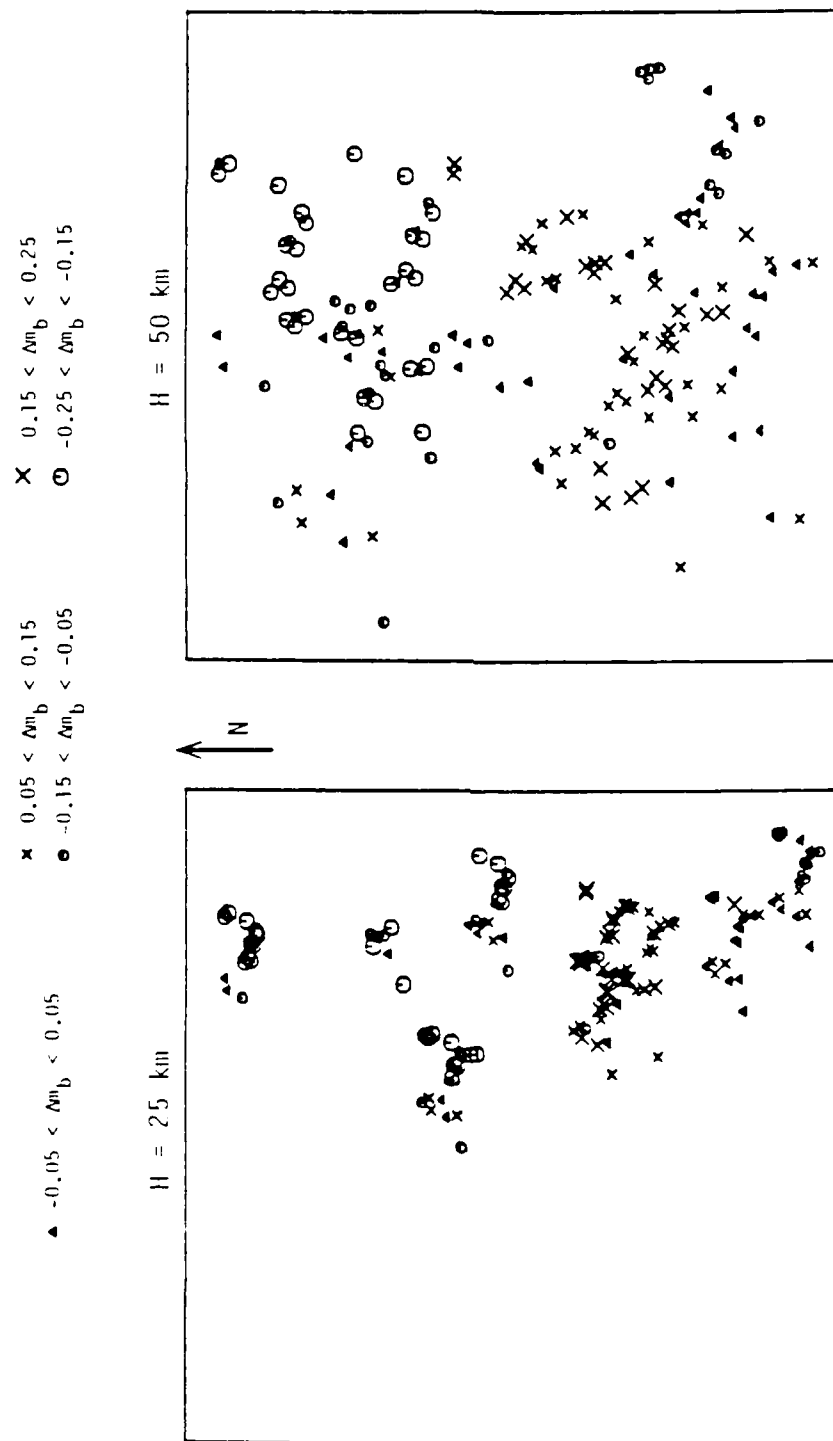 ▲ -0.05 < Δm_b < 0.05
× 0.05 < Δm_b < 0.15
× 0.15 < Δm_b < 0.25
o -0.15 < Δm_b < -0.05
O -0.25 < Δm_b < -0.15
H = 25 km
N
H = 50 km